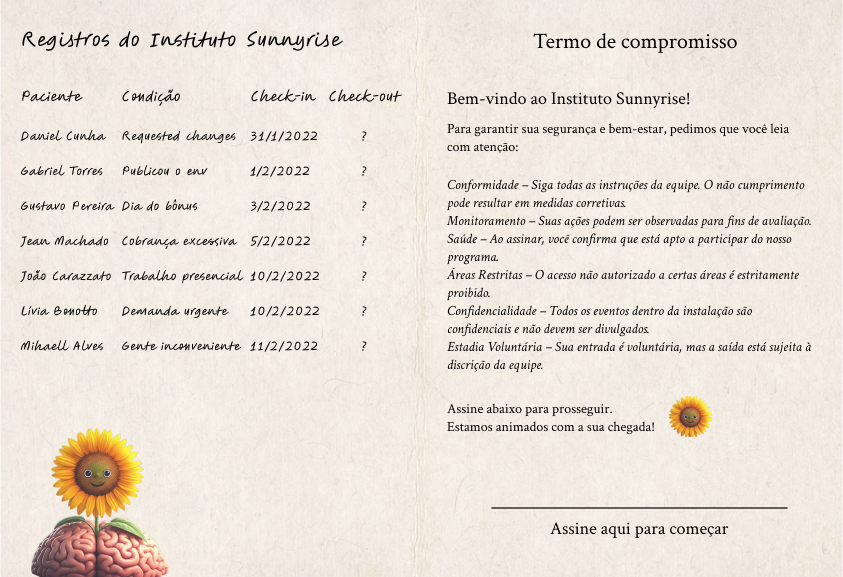 Registros do Instituto Sunnyrise
Paciente Condição Check-in Check-out
Daniel Cunha Requested changes 31/1/2022 ?
Gabriel Torres Publicou o env 1/2/2022 ?
Gustavo Pereira Dia do bônus 3/2/2022 ?
Jean Machado Cobrança excessiva 5/2/2022 ?
João Carazzato Trabalho presencial 10/2/2022 ?
Lívia Bonotto Demanda urgente 10/2/2022 ?
Mihaell Alves Gente inconveniente 11/2/2022 ?
Termo de compromisso
Bem-vindo ao Instituto Sunnyrise!
Para garantir sua segurança e bem-estar, pedimos que você leia
com atenção:
Conformidade – Siga todas as instruções da equipe. O não cumprimento
pode resultar em medidas corretivas.
Monitoramento – Suas ações podem ser observadas para fins de avaliação.
Saúde – Ao assinar, você confirma que está apto a participar do nosso
programa.
Áreas Restritas – O acesso não autorizado a certas áreas é estritamente
proibido.
Confidencialidade – Todos os eventos dentro da instalação são
confidenciais e não devem ser divulgados.
Estadia Voluntária – Sua entrada é voluntária, mas a saída está sujeita à
discrição da equipe.
Assine abaixo para prosseguir.
Estamos animados com a sua chegada!
Assine aqui para começar